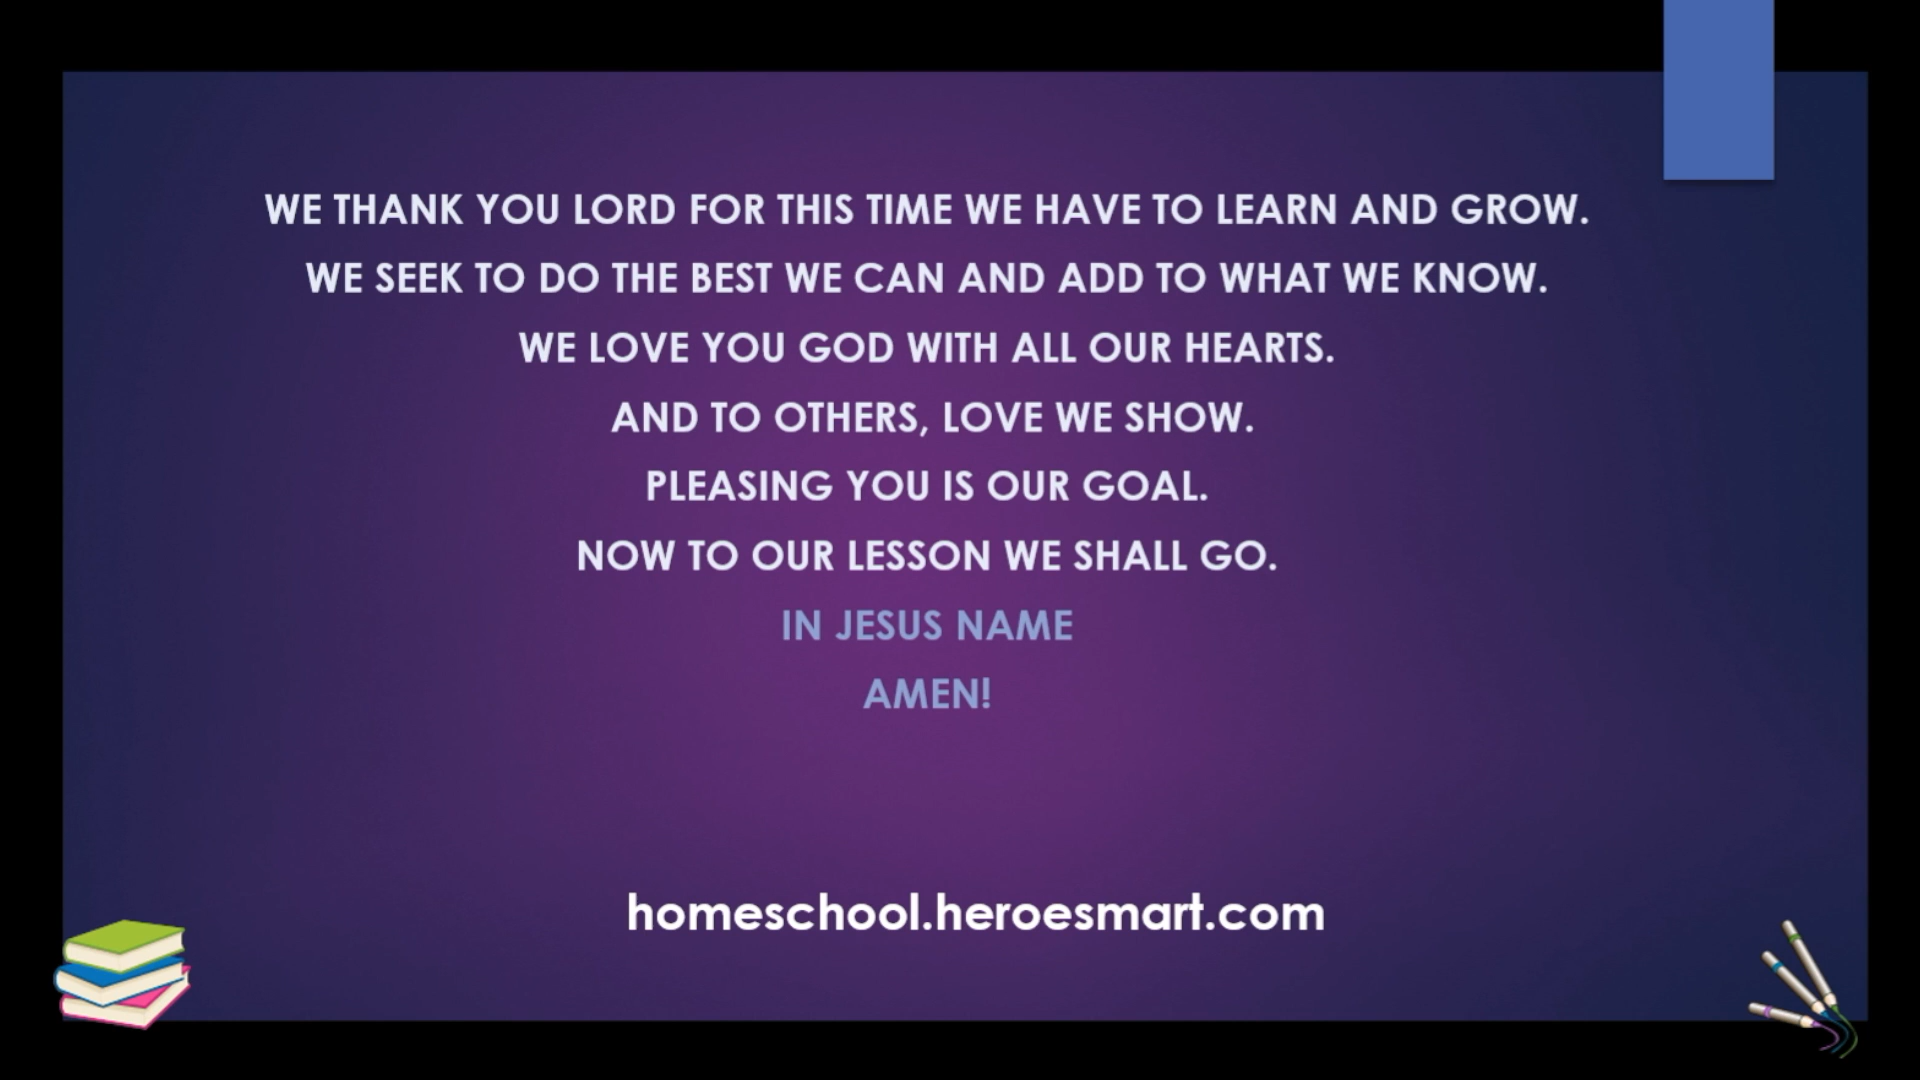 WE THANK YOU LORD FOR THIS TIME WE HAVE TO LEARN AND GROW.
WE SEEK TO DO THE BEST WE CAN AND ADD TO WHAT WE KNOW.
WE LOVE YOU GOD WITH ALL OUR HEARTS.
AND TO OTHERS, LOVE WE SHOW.
PLEASING YOU IS OUR GOAL.
NOW TO OUR LESSON WE SHALL GO.
IN JESUS NAME
AMEN!
homeschool.heroesmart.com